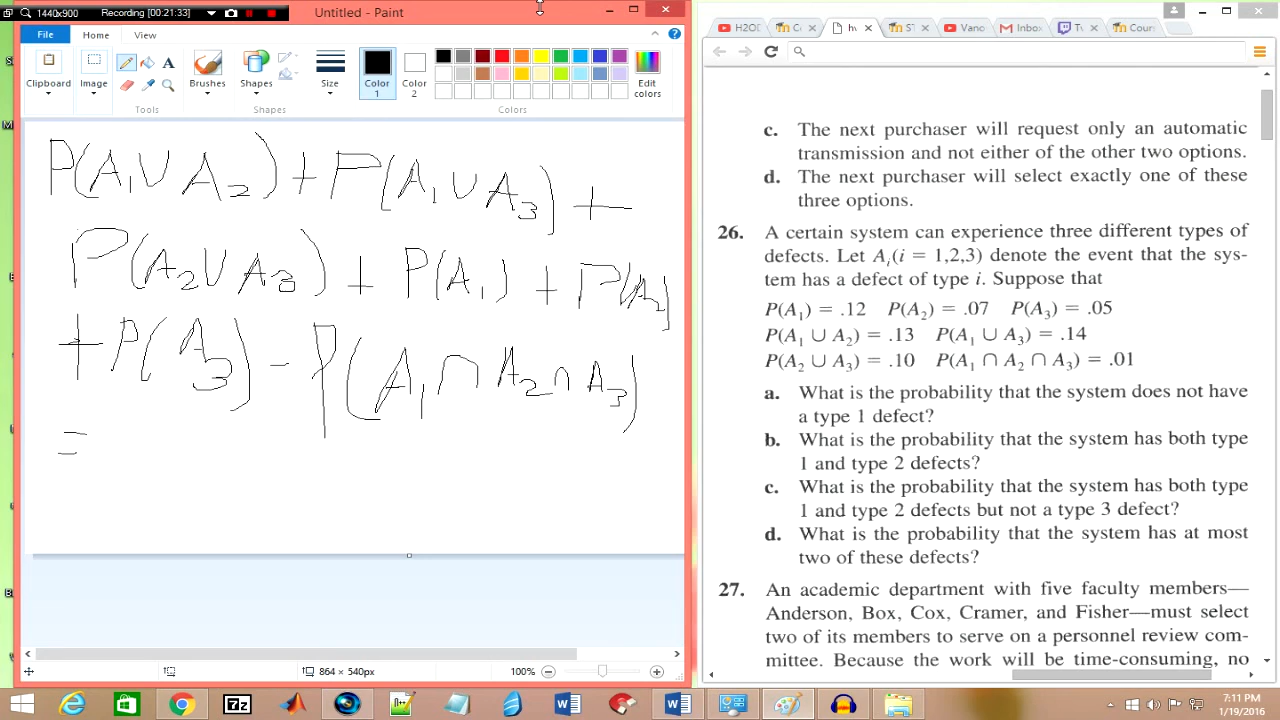 1440x900 Recording [00:21:33]
Untitled - Paint
File Home View
Clipboard Image Tools Brushes Shapes Size Color 1 Color 2 Edit colors
Shapes Colors
P(A1∪A2)+P(A1∪A3)+
P(A2∪A3)+P(A1)+P(A2)
+P(A3)-P(A1∩A2∩A3)
=
864 × 540px 100%
H2O Vano Inbox Cour
c. The next purchaser will request only an automatic
transmission and not either of the other two options.
d. The next purchaser will select exactly one of these
three options.
26. A certain system can experience three different types of
defects. Let Ai(i = 1,2,3) denote the event that the sys-
tem has a defect of type i. Suppose that
P(A1) = .12 P(A2) = .07 P(A3) = .05
P(A1 ∪ A2) = .13 P(A1 ∪ A3) = .14
P(A2 ∪ A3) = .10 P(A1 ∩ A2 ∩ A3) = .01
a. What is the probability that the system does not have
a type 1 defect?
b. What is the probability that the system has both type
1 and type 2 defects?
c. What is the probability that the system has both type
1 and type 2 defects but not a type 3 defect?
d. What is the probability that the system has at most
two of these defects?
27. An academic department with five faculty members—
Anderson, Box, Cox, Cramer, and Fisher—must select
two of its members to serve on a personnel review com-
mittee. Because the work will be time-consuming, no
7z
7:11 PM
1/19/2016